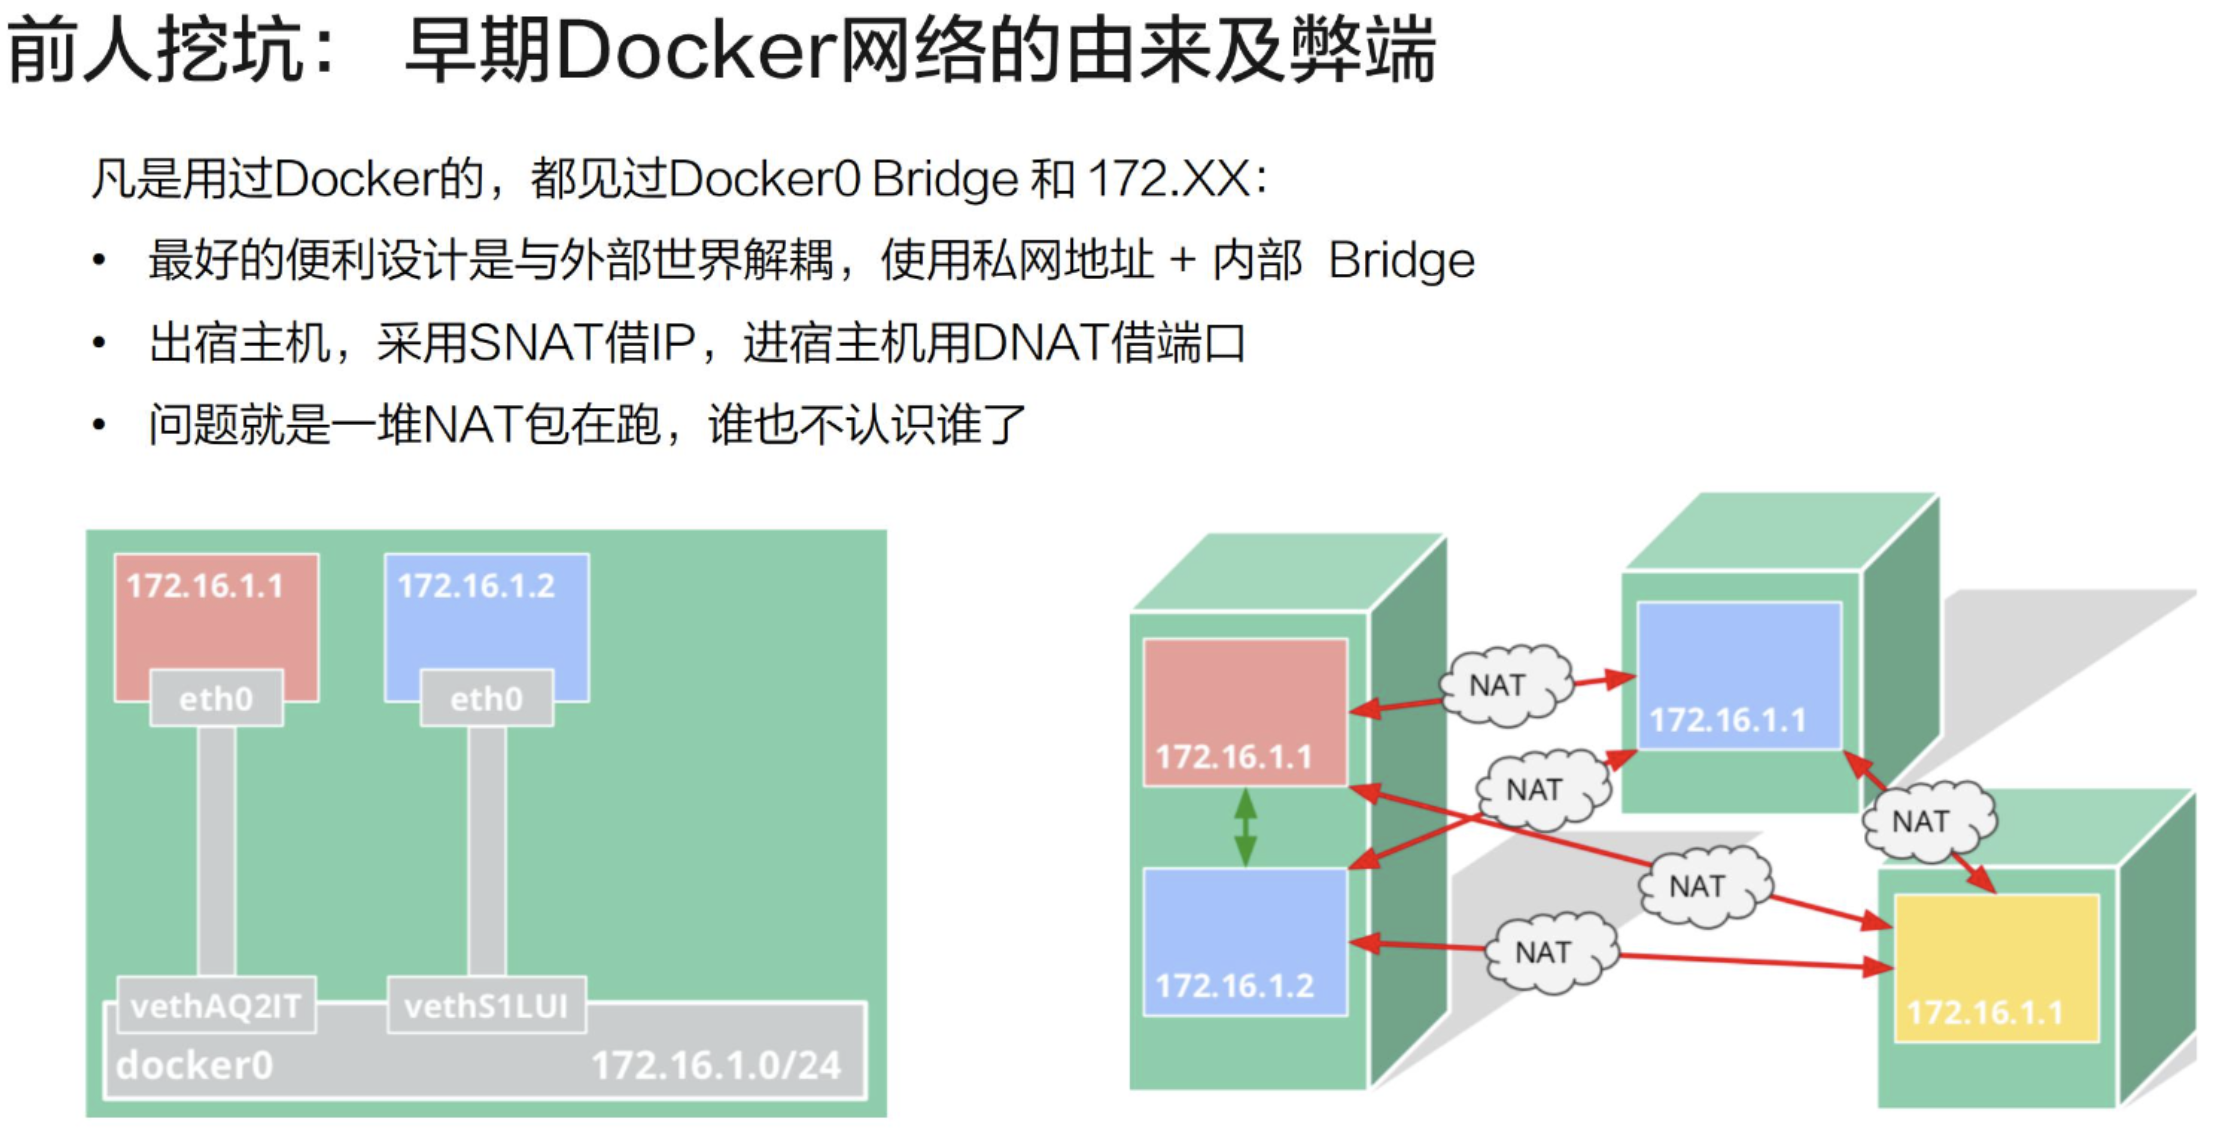 前人挖坑： 早期Docker网络的由来及弊端
凡是用过Docker的，都见过Docker0 Bridge 和 172.XX：
• 最好的便利设计是与外部世界解耦，使用私网地址 + 内部 Bridge
• 出宿主机，采用SNAT借IP，进宿主机用DNAT借端口
• 问题就是一堆NAT包在跑，谁也不认识谁了
172.16.1.1
172.16.1.2
eth0
eth0
vethAQ2IT
vethS1LUI
docker0
172.16.1.0/24
172.16.1.1
172.16.1.2
172.16.1.1
172.16.1.1
NAT
NAT
NAT
NAT
NAT